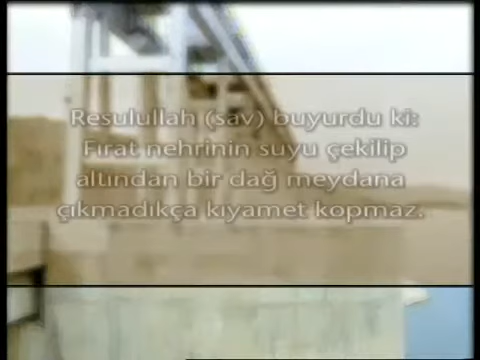 Resulullah (sav) buyurdu ki:
Fırat nehrinin suyu çekilip
altından bir dağ meydana
çıkmadıkça kıyamet kopmaz.